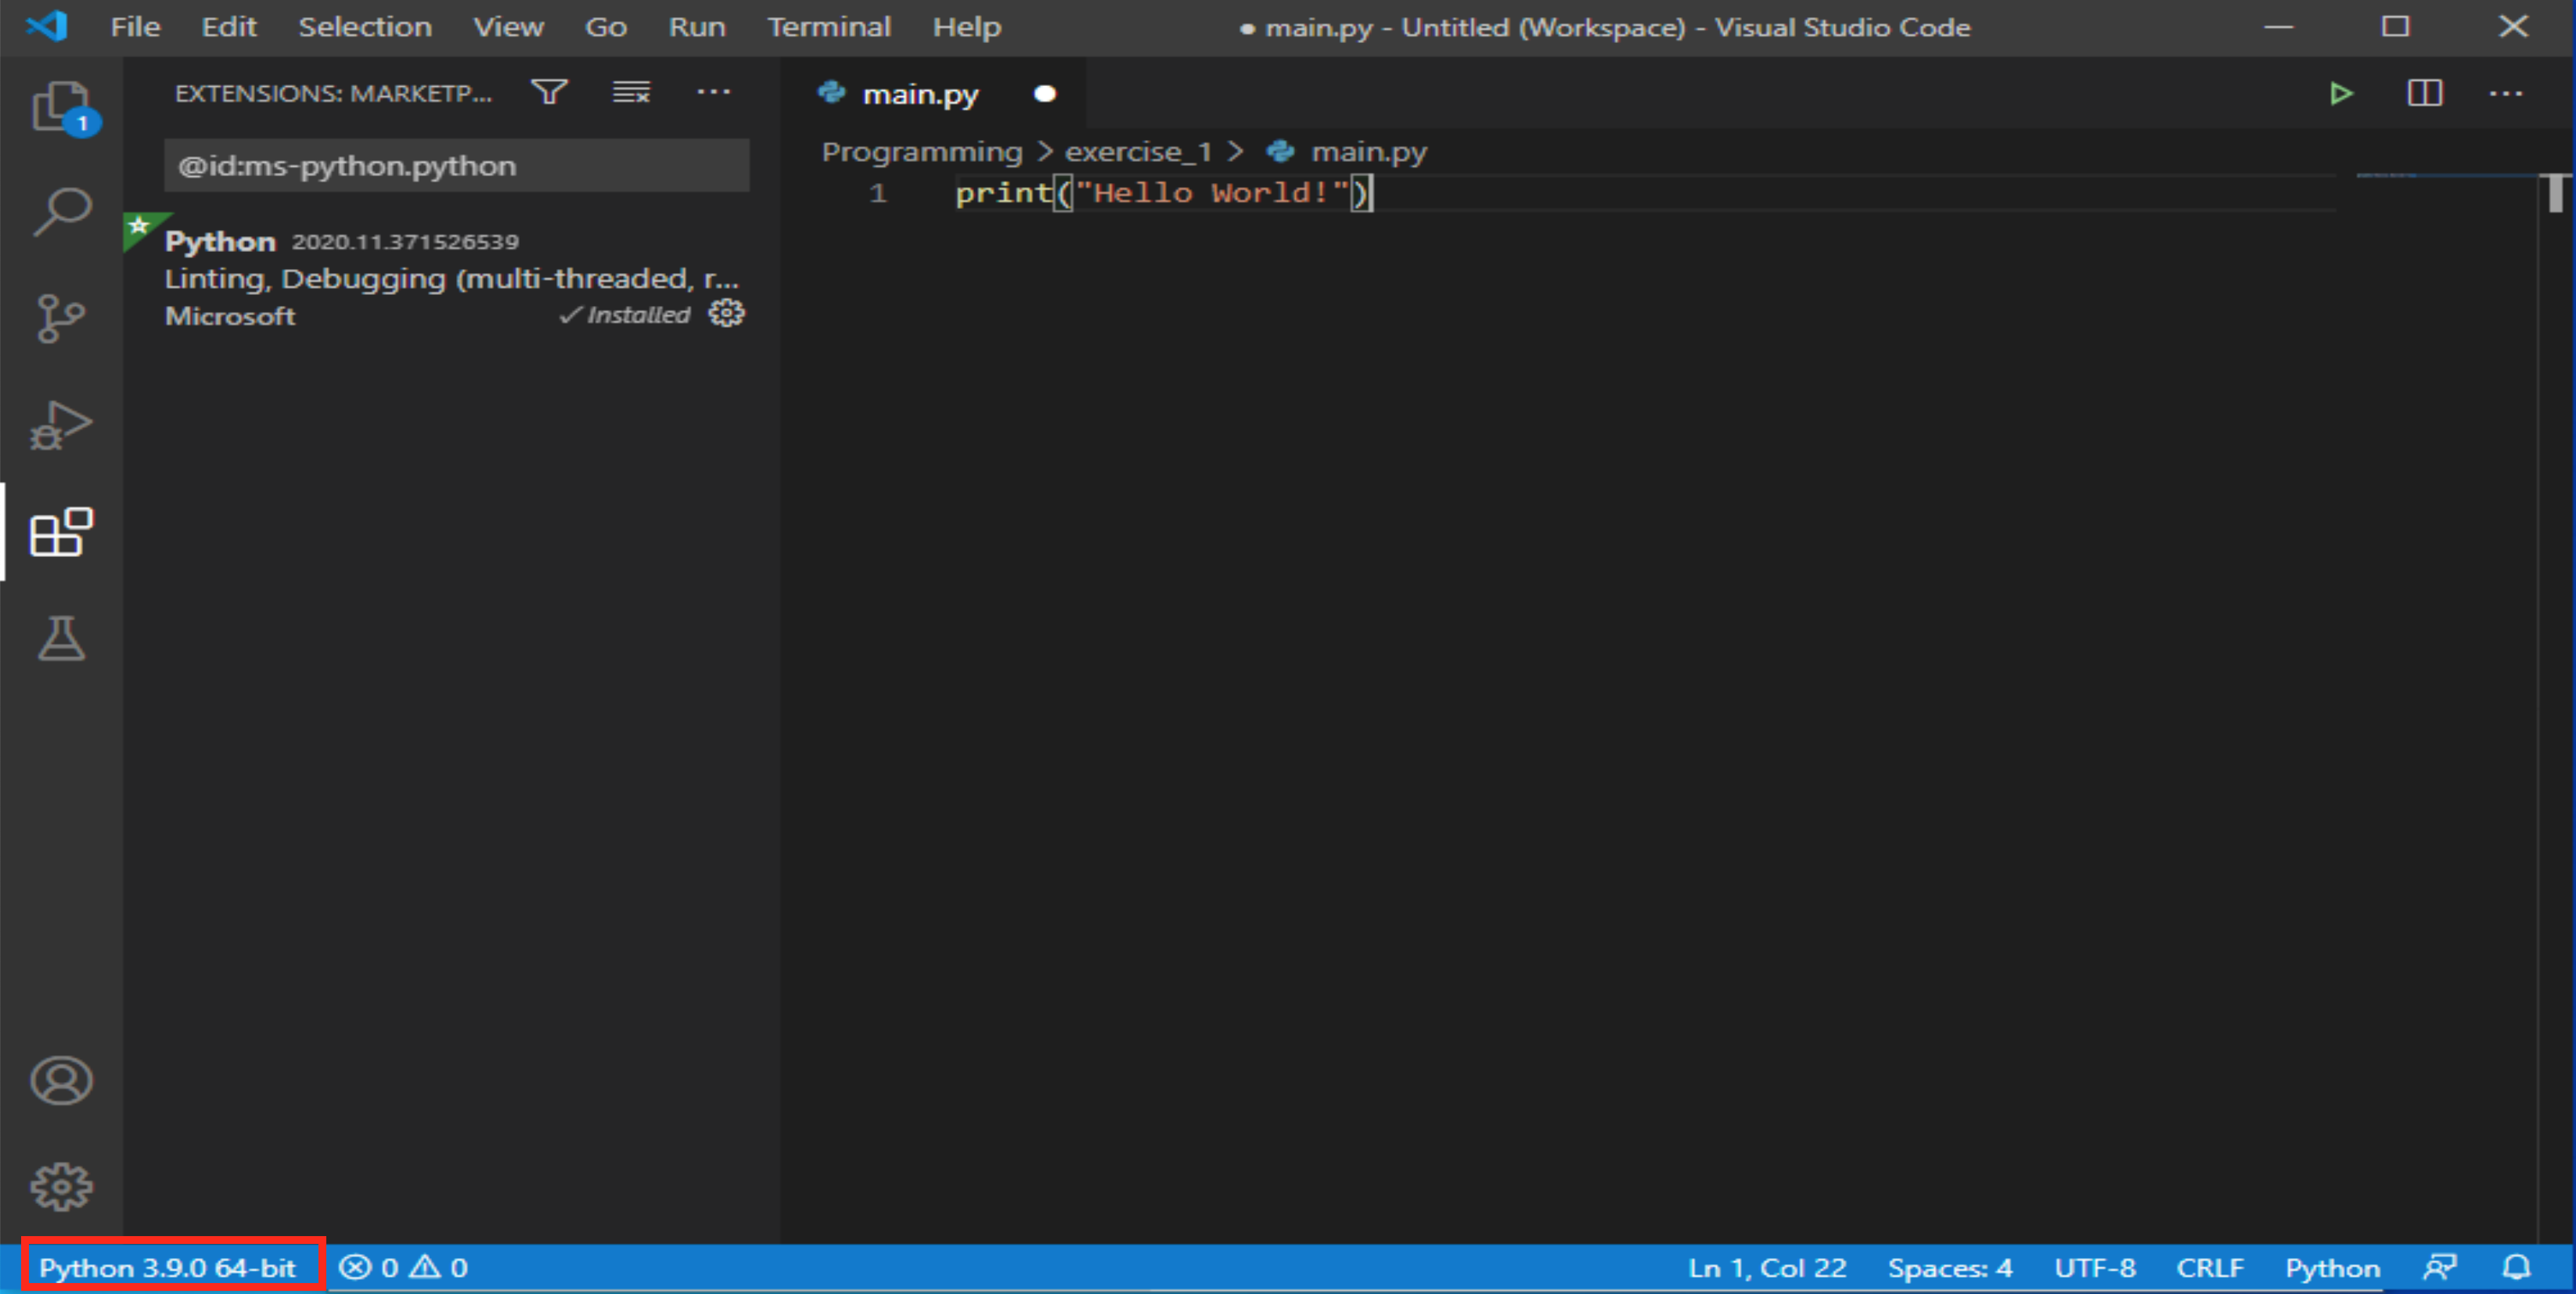 File Edit Selection View Go Run Terminal Help ● main.py - Untitled (Workspace) - Visual Studio Code
1
EXTENSIONS: MARKETP...
@id:ms-python.python
Python 2020.11.371526539
Linting, Debugging (multi-threaded, r...
Microsoft ✓ Installed
main.py ●
Programming > exercise_1 > main.py
1 print("Hello World!")
Python 3.9.0 64-bit 0 0 Ln 1, Col 22 Spaces: 4 UTF-8 CRLF Python